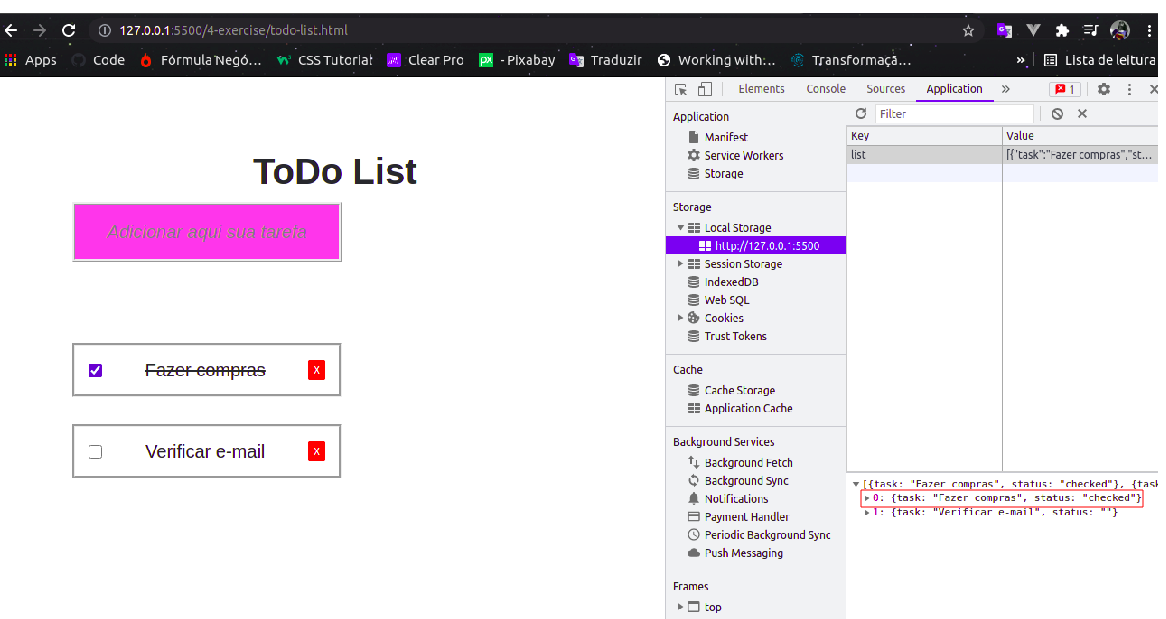 127.0.0.1:5500/4-exercise/todo-list.html
Apps Code Fórmula Negó... CSS Tutorial Clear Pro - Pixabay Traduzir Working with:... Transformaçã... » Lista de leitura
Elements Console Sources Application » 1
ToDo List
Adicionar aqui sua tarefa
Fazer compras X
Verificar e-mail X
Application
Manifest
Service Workers
Storage
Storage
Local Storage
http://127.0.0.1:5500
Session Storage
IndexedDB
Web SQL
Cookies
Trust Tokens
Cache
Cache Storage
Application Cache
Background Services
Background Fetch
Background Sync
Notifications
Payment Handler
Periodic Background Sync
Push Messaging
Frames
top
Filter
Key Value
list [{"task":"Fazer compras","st...
[{task: "Fazer compras", status: "checked"}, {task
0: {task: "Fazer compras", status: "checked"}
1: {task: "Verificar e-mail", status: ""}